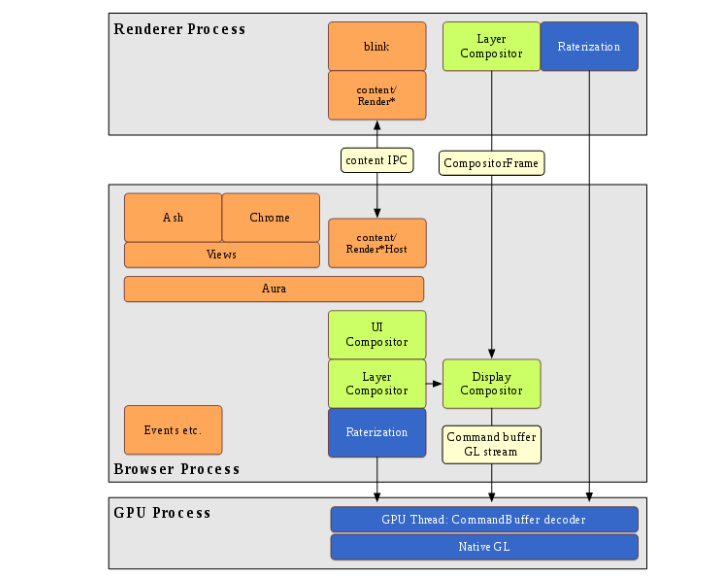 Renderer Process
blink
Layer
Compositor
Raterization
content/
Render*
content IPC
CompositorFrame
Ash
Chrome
Views
content/
Render*Host
Aura
UI
Compositor
Layer
Compositor
Display
Compositor
Events etc.
Raterization
Command buffer
GL stream
Browser Process
GPU Process
GPU Thread: CommandBuffer decoder
Native GL